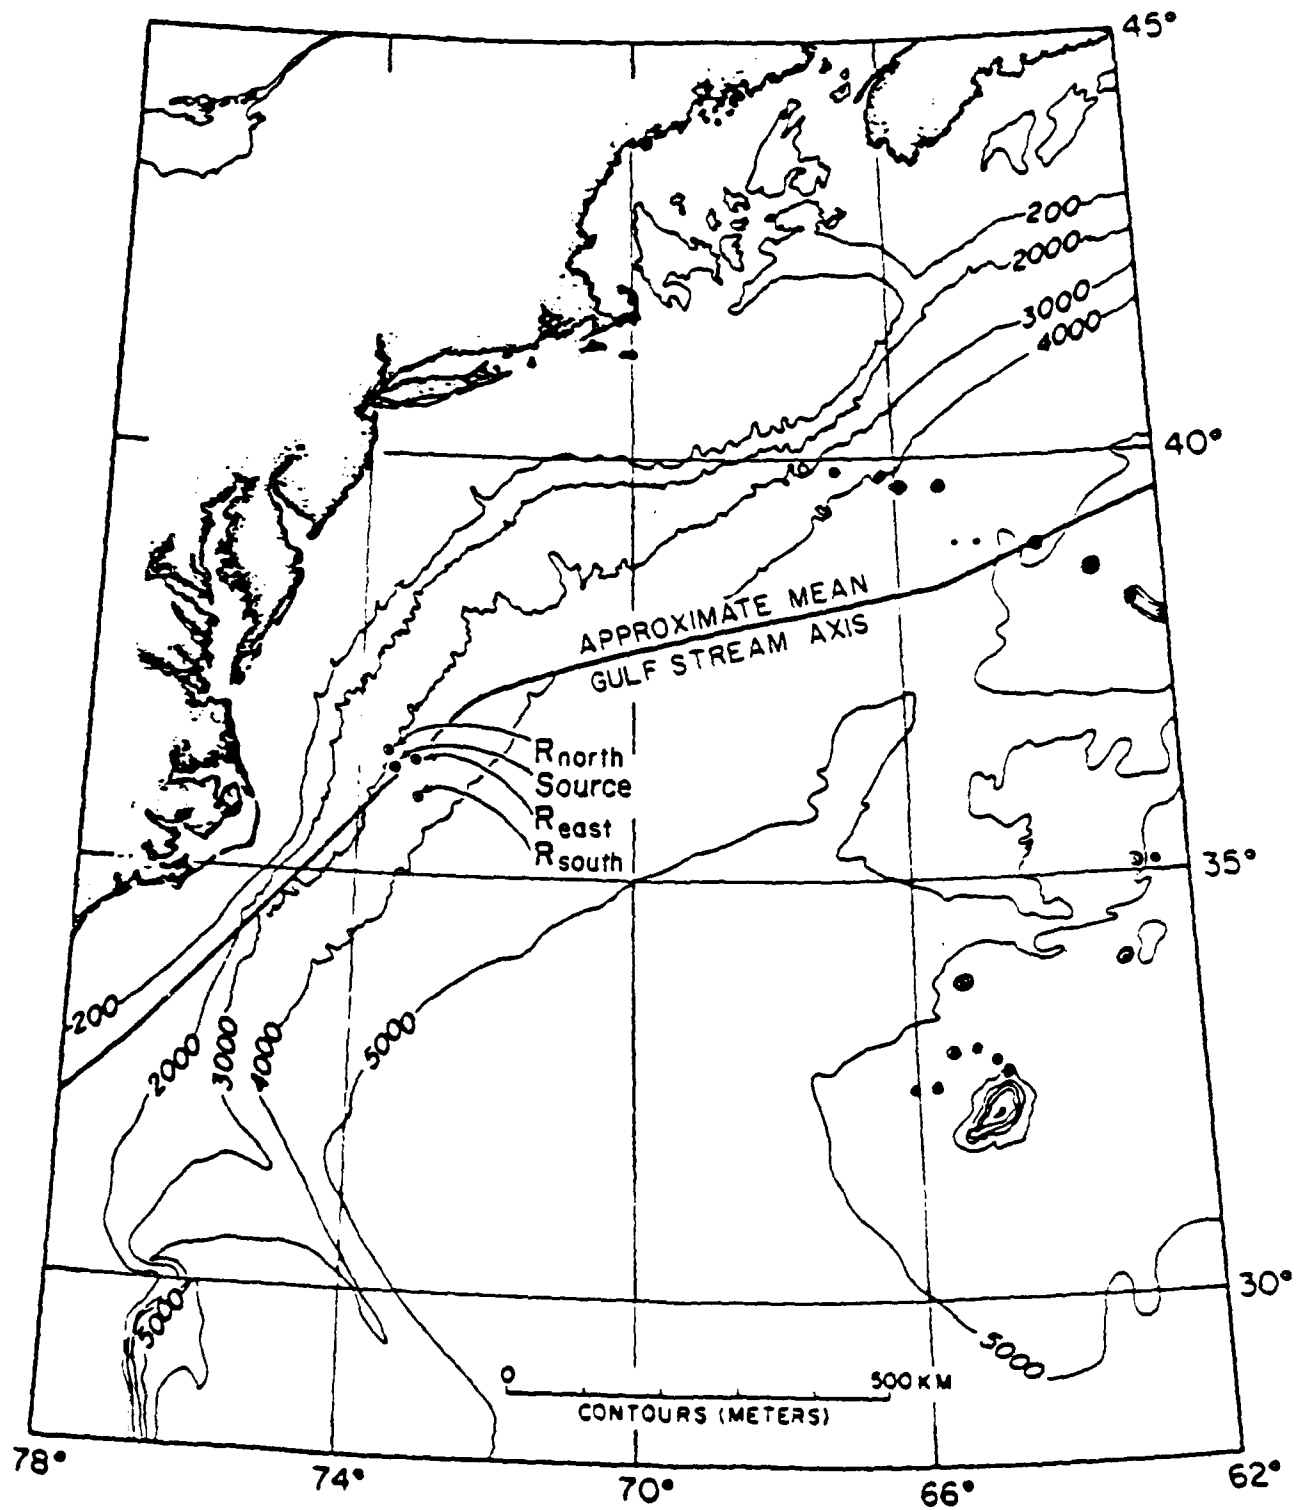 45°
200
2000
3000
4000
40°
APPROXIMATE MEAN
GULF STREAM AXIS
Rnorth
Source
Reast
Rsouth
35°
200
2000
3000
4000
5000
30°
5000
5000
0 500 KM
CONTOURS (METERS)
78° 74° 70° 66° 62°